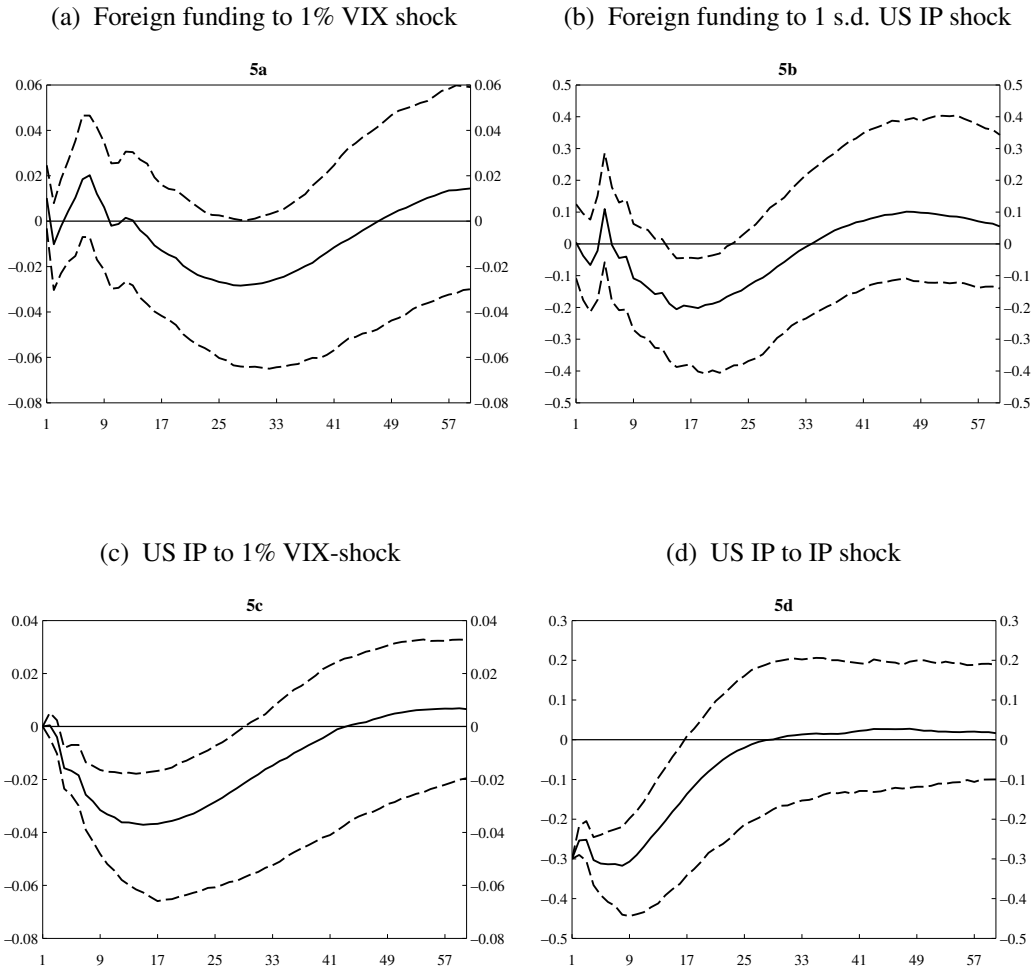 (a) Foreign funding to 1% VIX shock
(b) Foreign funding to 1 s.d. US IP shock
5a
0.06 0.06
0.04 0.04
0.02 0.02
0 0
–0.02 –0.02
–0.04 –0.04
–0.06 –0.06
–0.08 –0.08
1 9 17 25 33 41 49 57
5b
0.5 0.5
0.4 0.4
0.3 0.3
0.2 0.2
0.1 0.1
0 0
–0.1 –0.1
–0.2 –0.2
–0.3 –0.3
–0.4 –0.4
–0.5 –0.5
1 9 17 25 33 41 49 57
(c) US IP to 1% VIX-shock
(d) US IP to IP shock
5c
0.04 0.04
0.02 0.02
0 0
–0.02 –0.02
–0.04 –0.04
–0.06 –0.06
–0.08 –0.08
1 9 17 25 33 41 49 57
5d
0.3 0.3
0.2 0.2
0.1 0.1
0 0
–0.1 –0.1
–0.2 –0.2
–0.3 –0.3
–0.4 –0.4
–0.5 –0.5
1 9 17 25 33 41 49 57